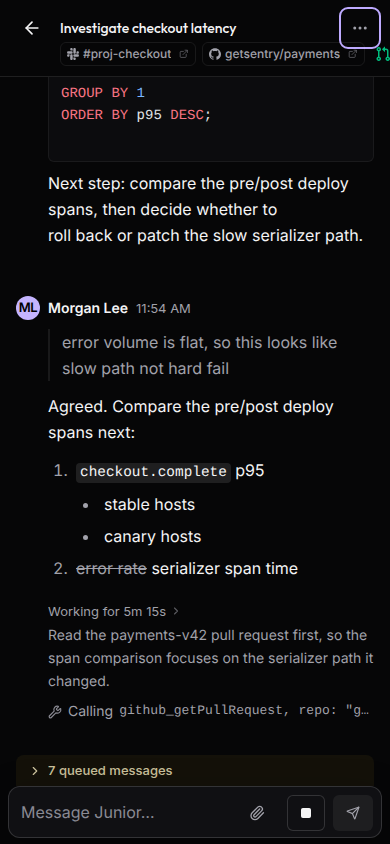 Investigate checkout latency
#proj-checkout
getsentry/payments
GROUP BY 1
ORDER BY p95 DESC;
Next step: compare the pre/post deploy
spans, then decide whether to
roll back or patch the slow serializer path.
ML
Morgan Lee 11:54 AM
error volume is flat, so this looks like
slow path not hard fail
Agreed. Compare the pre/post deploy
spans next:
1. checkout.complete p95
• stable hosts
• canary hosts
2. error rate serializer span time
Working for 5m 15s
Read the payments-v42 pull request first, so the
span comparison focuses on the serializer path it
changed.
Calling github_getPullRequest, repo: "g…
7 queued messages
Message Junior...